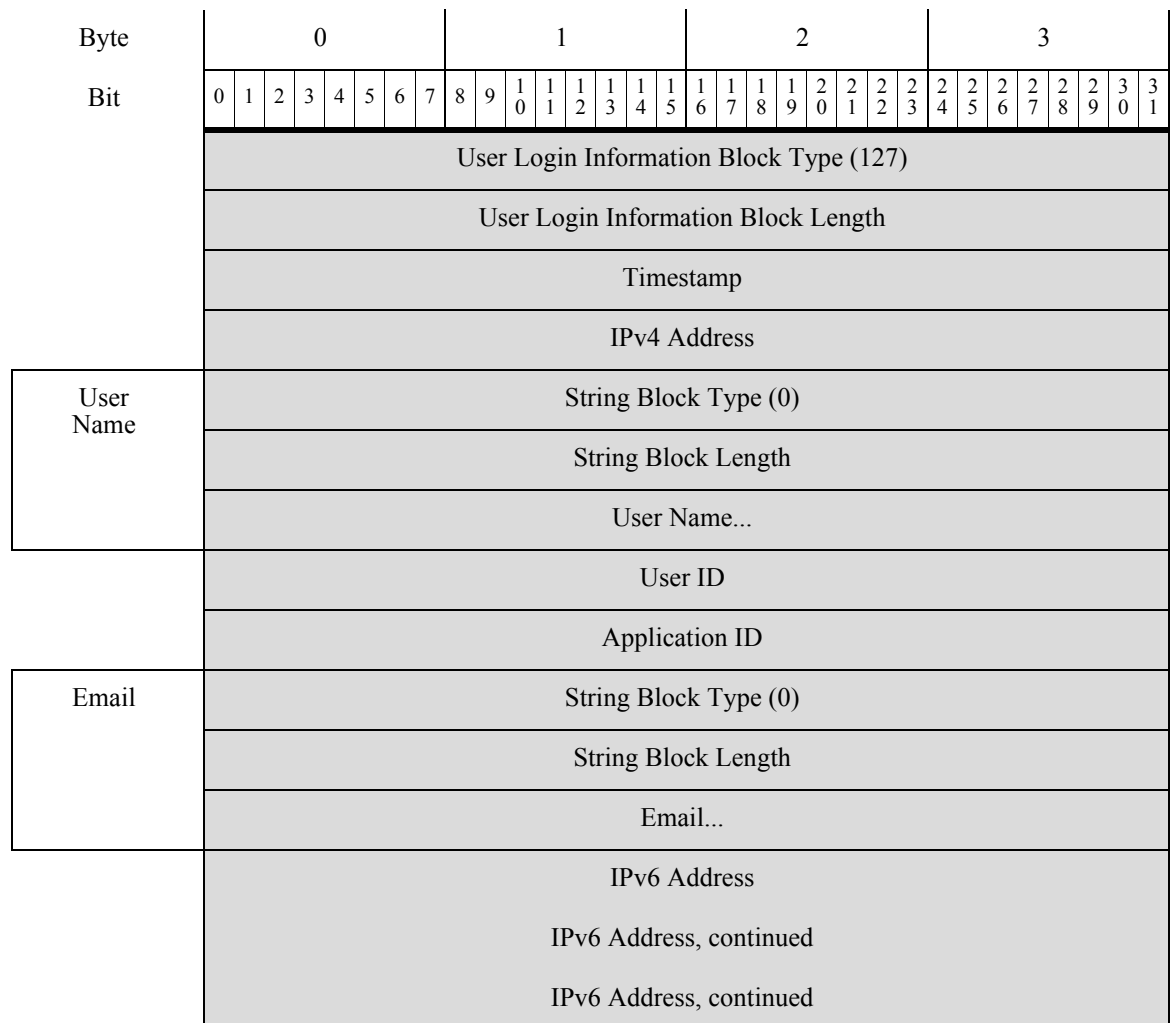 Byte 0 1 2 3
Bit 0 1 2 3 4 5 6 7 8 9 10 11 12 13 14 15 16 17 18 19 20 21 22 23 24 25 26 27 28 29 30 31
User Login Information Block Type (127)
User Login Information Block Length
Timestamp
IPv4 Address
User
Name
String Block Type (0)
String Block Length
User Name...
User ID
Application ID
Email
String Block Type (0)
String Block Length
Email...
IPv6 Address
IPv6 Address, continued
IPv6 Address, continued